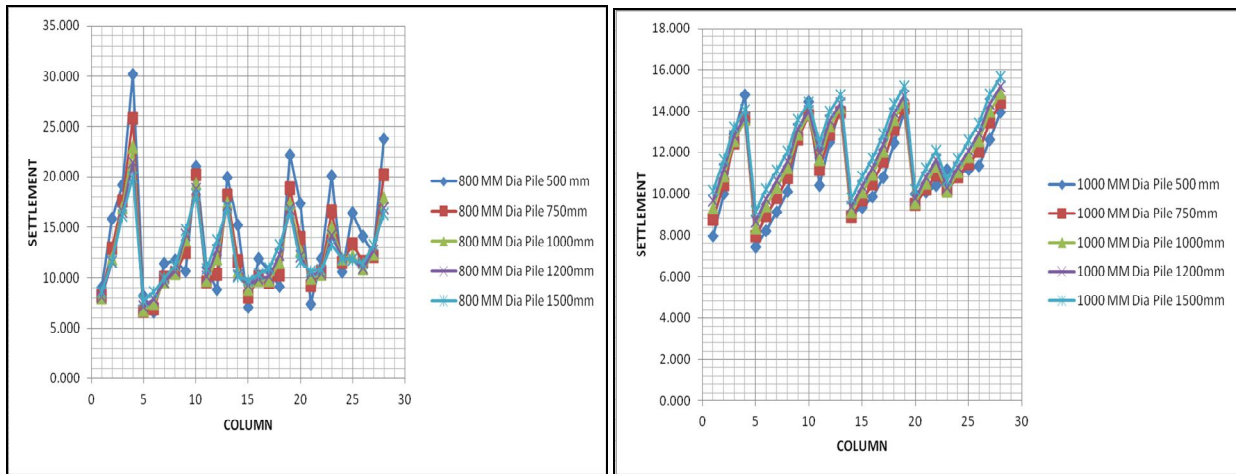 35.000
30.000
25.000
20.000
15.000
10.000
5.000
0.000
SETTLEMENT
0 5 10 15 20 25 30
COLUMN
800 MM Dia Pile 500 mm
800 MM Dia Pile 750mm
800 MM Dia Pile 1000mm
800 MM Dia Pile 1200mm
800 MM Dia Pile 1500mm
18.000
16.000
14.000
12.000
10.000
8.000
6.000
4.000
2.000
0.000
SETTLEMENT
0 5 10 15 20 25 30
COLUMN
1000 MM Dia Pile 500 mm
1000 MM Dia Pile 750mm
1000 MM Dia Pile 1000mm
1000 MM Dia Pile 1200mm
1000 MM Dia Pile 1500mm